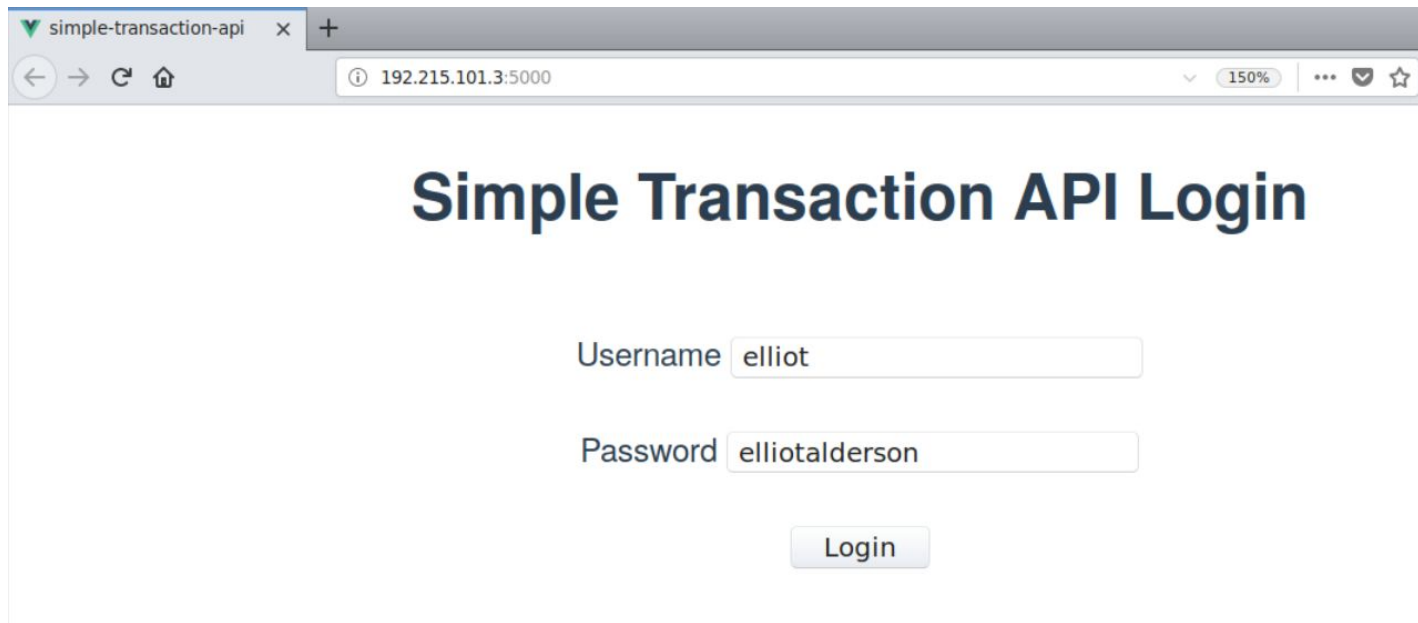 simple-transaction-api
192.215.101.3:5000 150%
Simple Transaction API Login
Username elliot
Password elliotalderson
Login